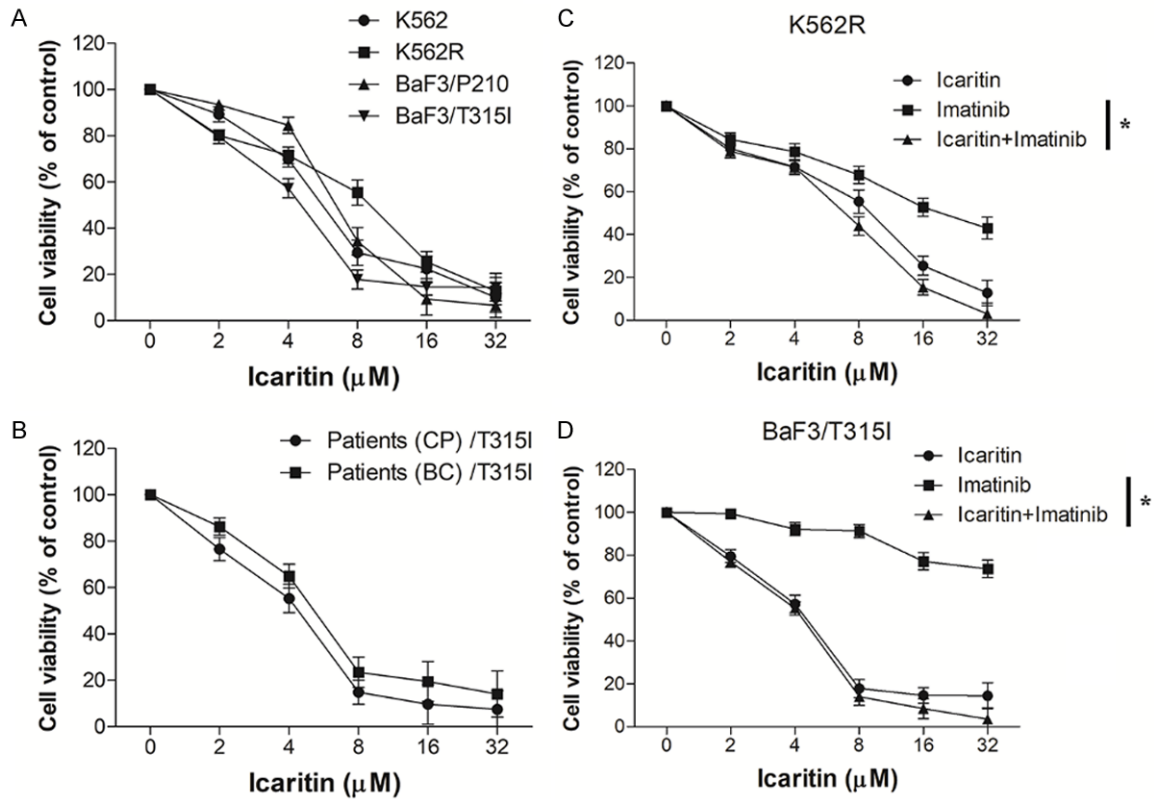 A
K562
K562R
BaF3/P210
BaF3/T315I
Cell viability (% of control)
120
100
80
60
40
20
0
0 2 4 8 16 32
Icaritin (μM)
B
Patients (CP) /T315I
Patients (BC) /T315I
Cell viability (% of control)
120
100
80
60
40
20
0
0 2 4 8 16 32
Icaritin (μM)
C
K562R
Icaritin
Imatinib
Icaritin+Imatinib
*
Cell viability (% of control)
120
100
80
60
40
20
0
0 2 4 8 16 32
Icaritin (μM)
D
BaF3/T315I
Icaritin
Imatinib
Icaritin+Imatinib
*
Cell viability (% of control)
120
100
80
60
40
20
0
0 2 4 8 16 32
Icaritin (μM)